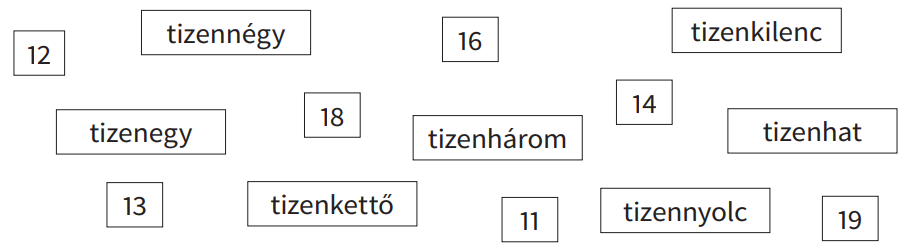 12
tizennégy
16
tizenkilenc
tizenegy
18
tizenhárom
14
tizenhat
13
tizenkettő
11
tizennyolc
19